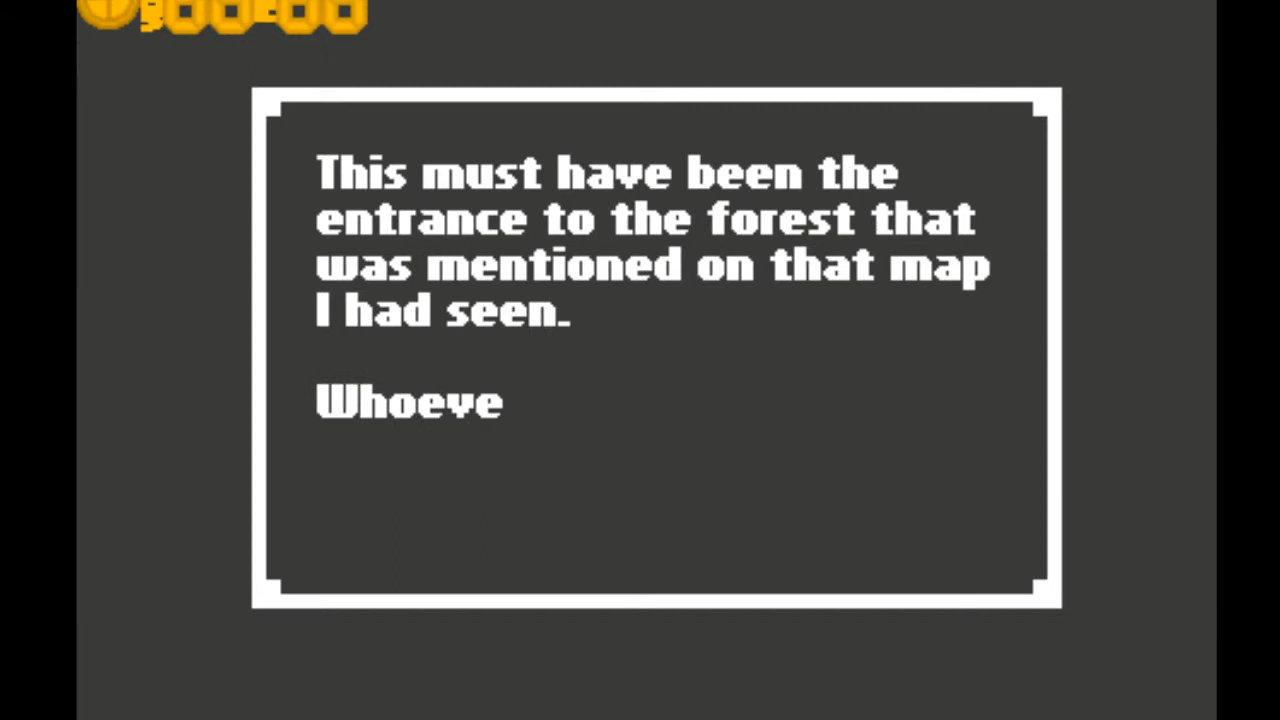 This must have been the
entrance to the forest that
was mentioned on that map
I had seen.
Whoeve